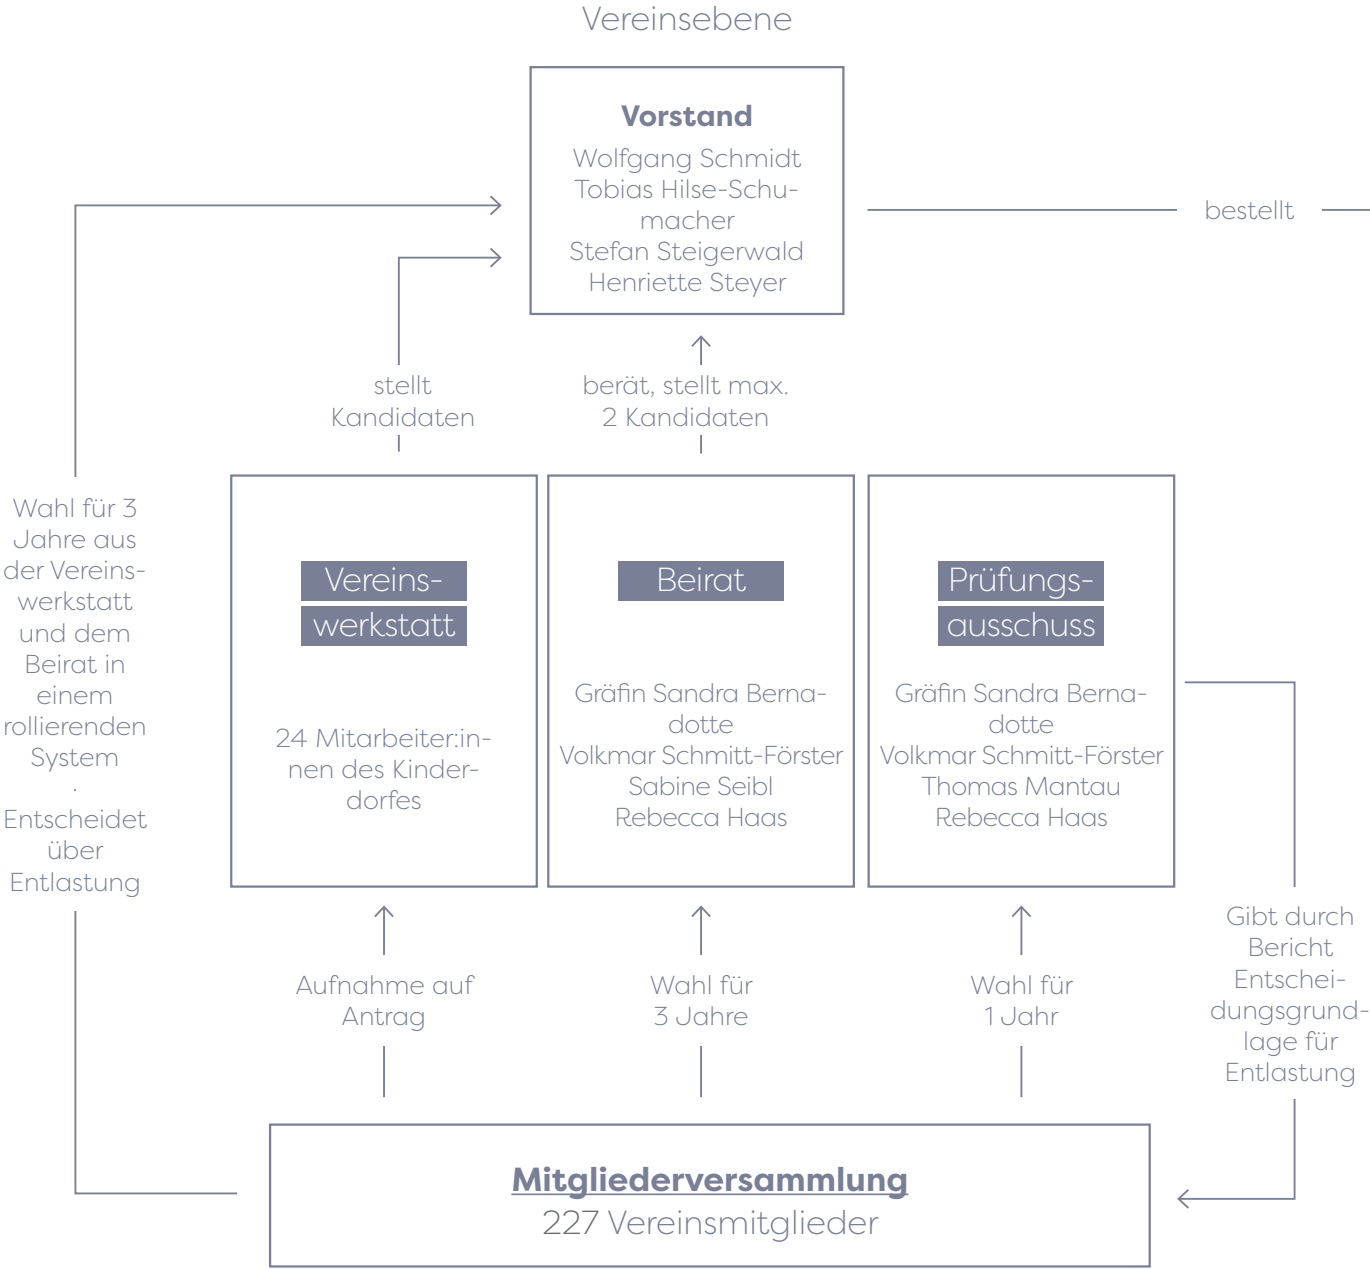 Vereinsebene
Vorstand
Wolfgang Schmidt
Tobias Hilse-Schu-
macher
Stefan Steigerwald
Henriette Steyer
bestellt
stellt
Kandidaten
berät, stellt max.
2 Kandidaten
Wahl für 3
Jahre aus
der Vereins-
werkstatt
und dem
Beirat in
einem
rollierenden
System
·
Entscheidet
über
Entlastung
Vereins-
werkstatt
24 Mitarbeiter:in-
nen des Kinder-
dorfes
Beirat
Gräfin Sandra Berna-
dotte
Volkmar Schmitt-Förster
Sabine Seibl
Rebecca Haas
Prüfungs-
ausschuss
Gräfin Sandra Berna-
dotte
Volkmar Schmitt-Förster
Thomas Mantau
Rebecca Haas
Aufnahme auf
Antrag
Wahl für
3 Jahre
Wahl für
1 Jahr
Gibt durch
Bericht
Entschei-
dungsgrund-
lage für
Entlastung
Mitgliederversammlung
227 Vereinsmitglieder